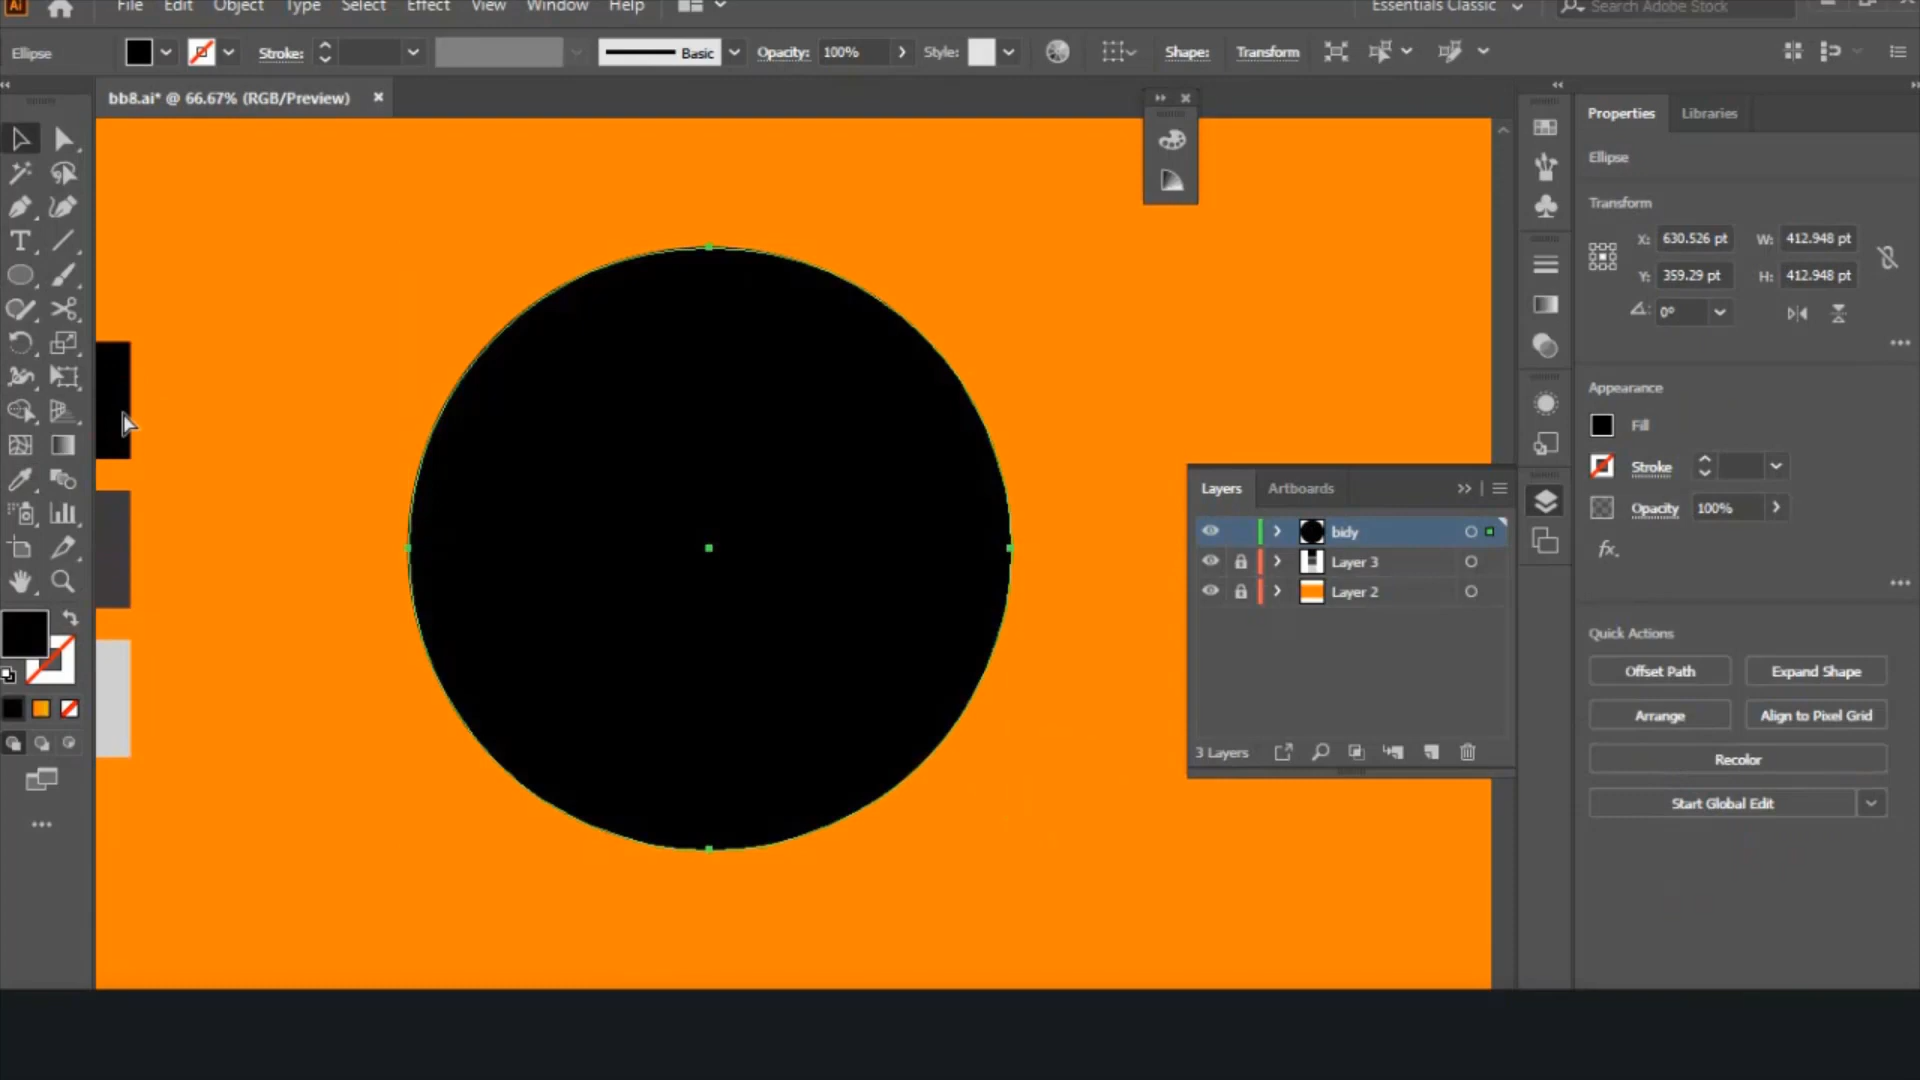 Ai File Edit Object Type Select Effect View Window Help Essentials Classic Search Adobe Stock
Ellipse Stroke: Basic Opacity: 100% Style: Shape: Transform
bb8.ai* @ 66.67% (RGB/Preview)
Properties Libraries
Ellipse
Transform
X: 630.526 pt W: 412.948 pt
Y: 359.29 pt H: 412.948 pt
0°
Appearance
Fill
Stroke
Opacity 100%
fx.
Layers Artboards
bidy
Layer 3
Layer 2
3 Layers
Quick Actions
Offset Path Expand Shape
Arrange Align to Pixel Grid
Recolor
Start Global Edit